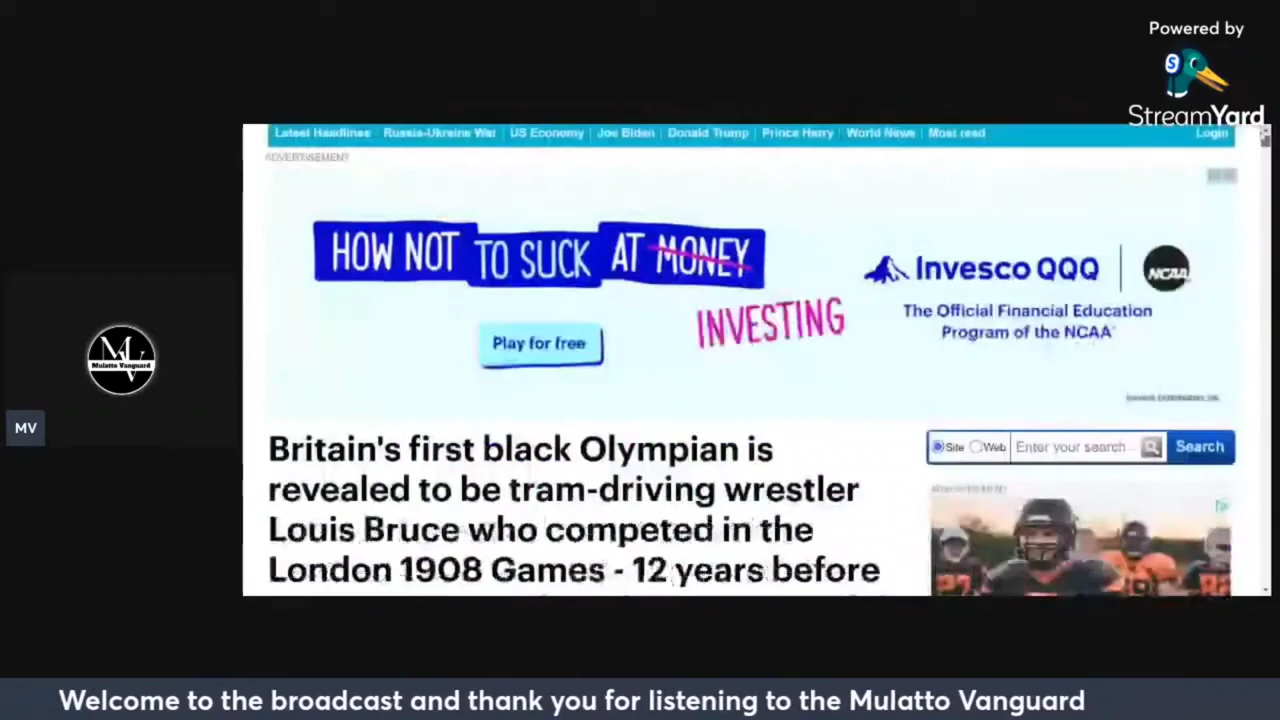 Powered by
StreamYard
Latest Headlines Russia-Ukraine War US Economy Joe Biden Donald Trump Prince Harry World News Most read Login
ADVERTISEMENT
HOW NOT TO SUCK AT MONEY
INVESTING
Play for free
Invesco QQQ
NCAA
The Official Financial Education
Program of the NCAA
Britain's first black Olympian is
revealed to be tram-driving wrestler
Louis Bruce who competed in the
London 1908 Games - 12 years before
Site Web Enter your search Search
ADVERTISEMENT
MV
Mulatto Vanguard
MV
Welcome to the broadcast and thank you for listening to the Mulatto Vanguard